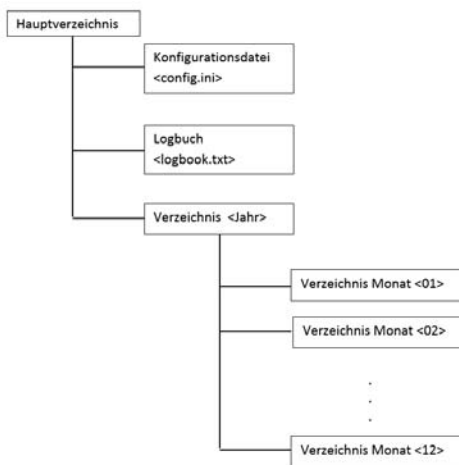 Hauptverzeichnis
Konfigurationsdatei
<config.ini>
Logbuch
<logbook.txt>
Verzeichnis <Jahr>
Verzeichnis Monat <01>
Verzeichnis Monat <02>
.
.
.
Verzeichnis Monat <12>